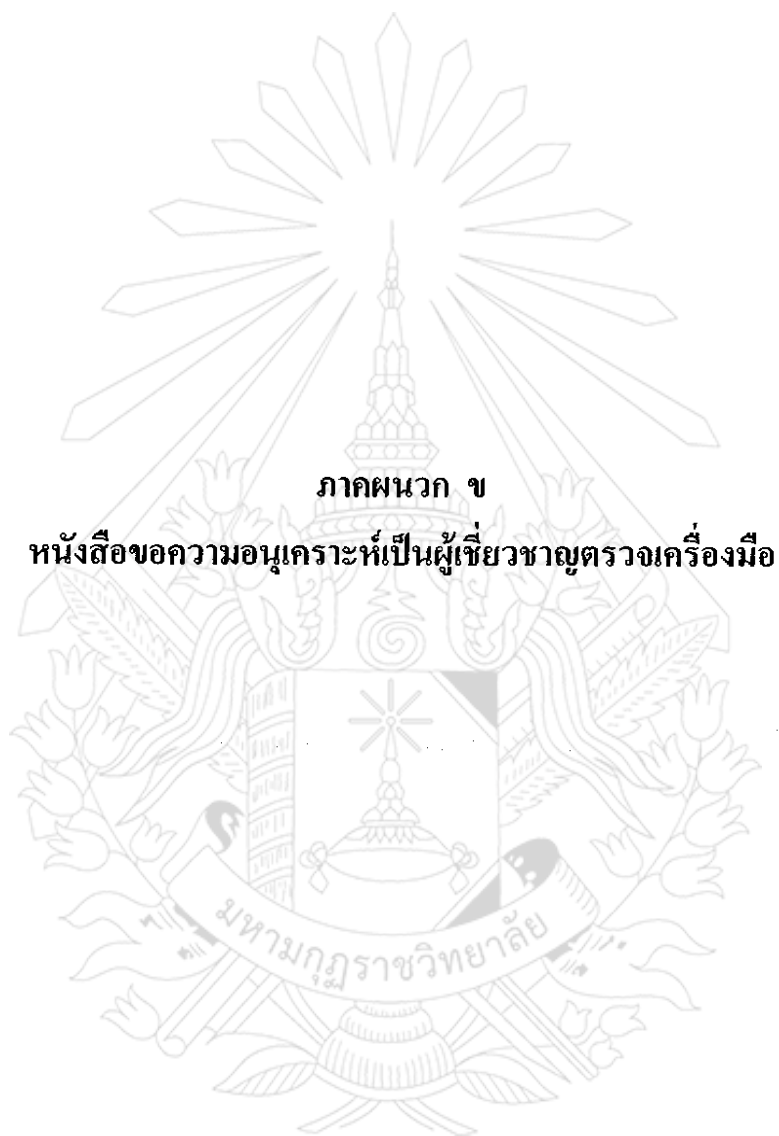 ภาคผนวก ข
หนังสือขอความอนุเคราะห์เป็นผู้เชี่ยวชาญตรวจเครื่องมือ
มหามกุฏราชวิทยาลัย